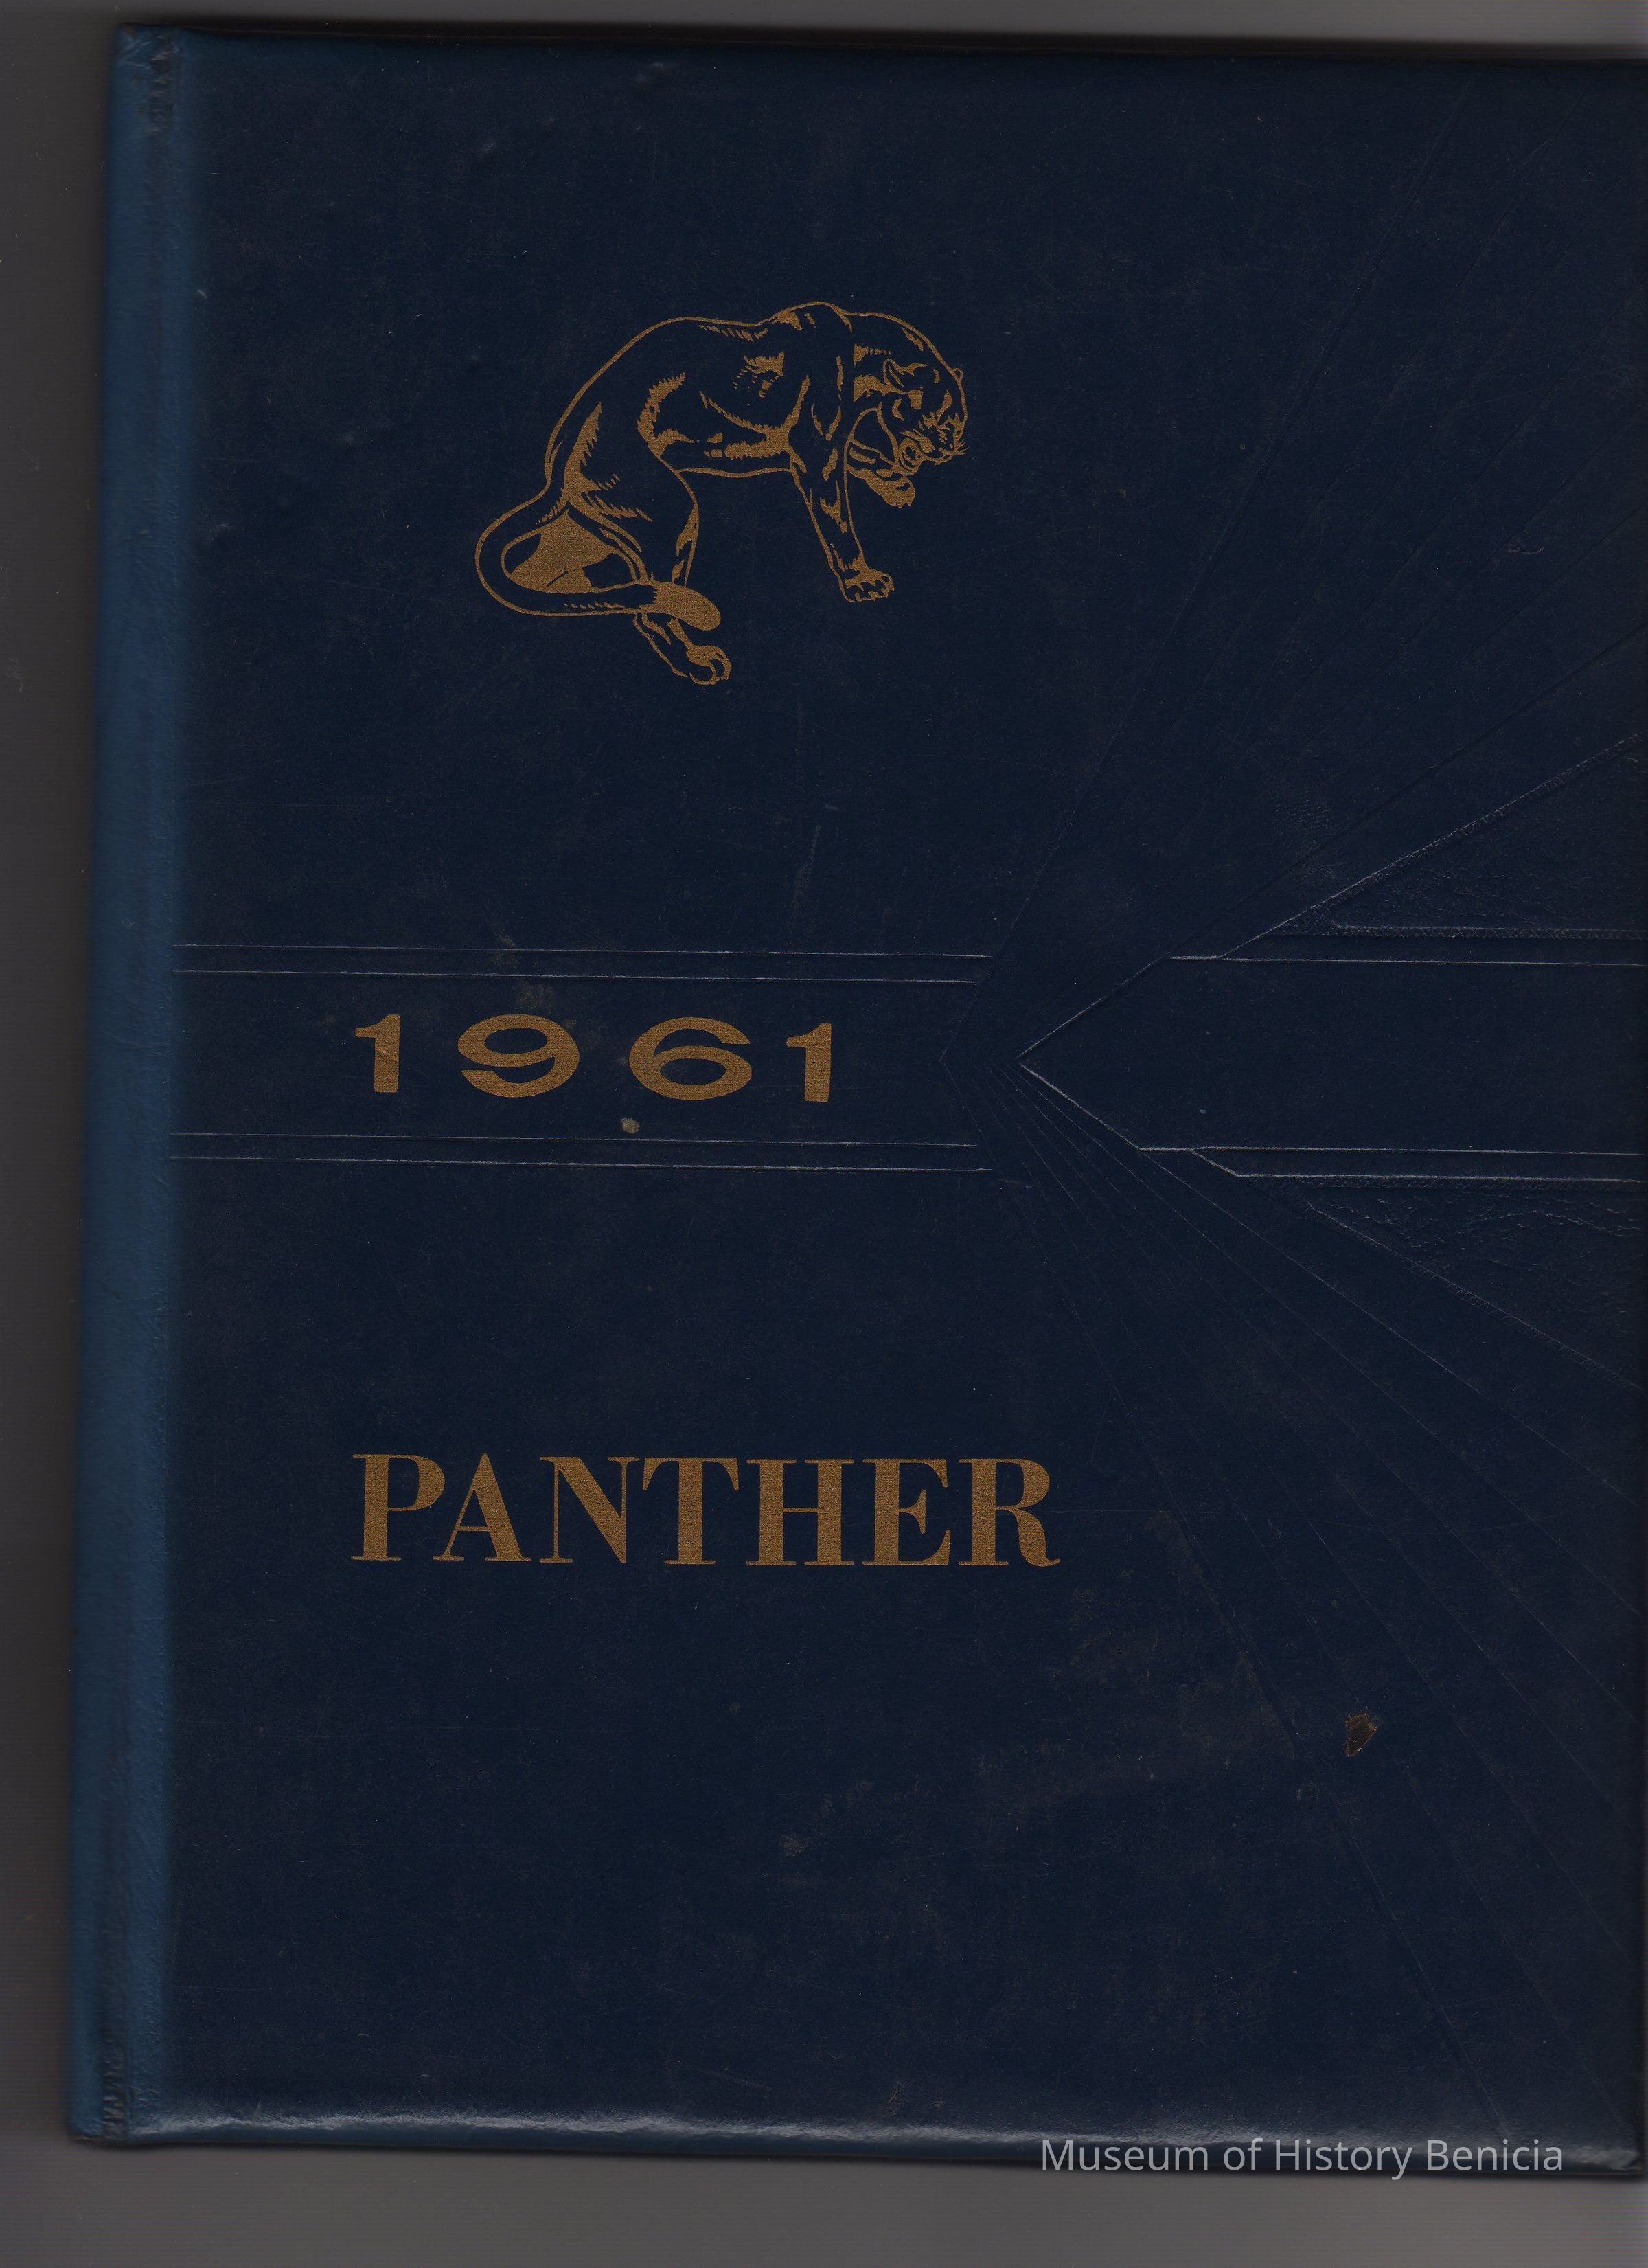 1961
PANTHER
Museum of History Benicia